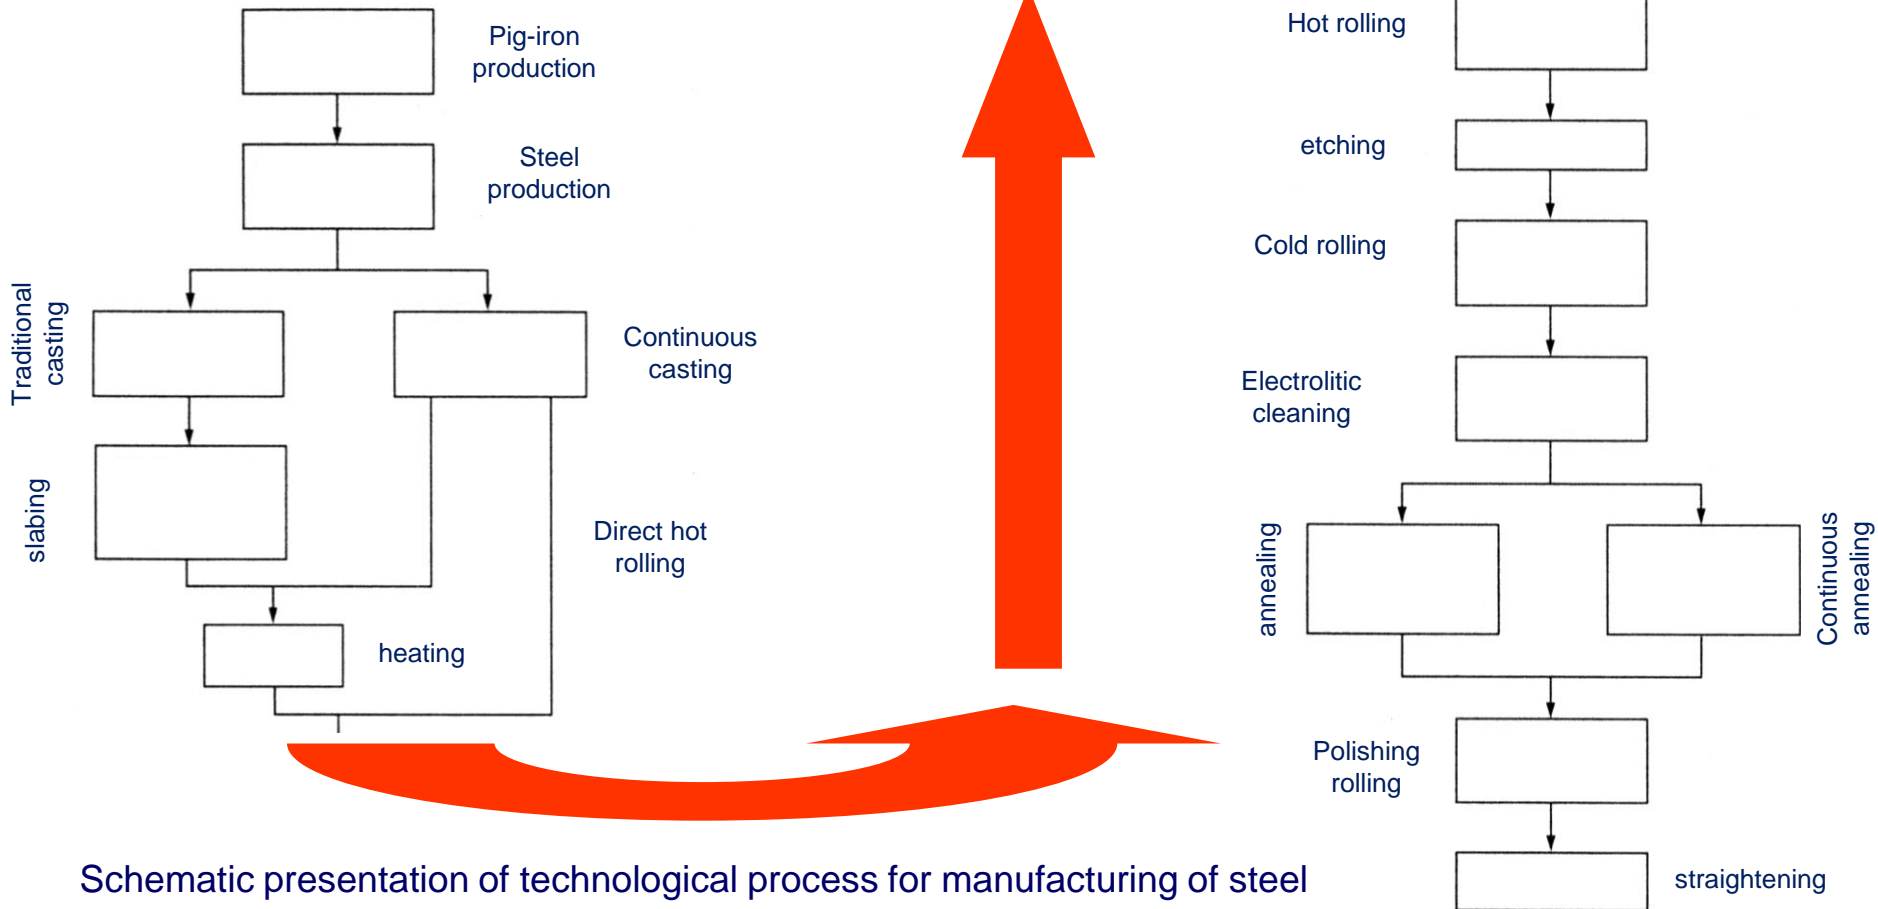 Pig-iron
production
Steel
production
Traditional
casting
Continuous
casting
slabing
Direct hot
rolling
heating
Hot rolling
etching
Cold rolling
Electrolitic
cleaning
annealing
Continuous
annealing
Polishing
rolling
straightening
Schematic presentation of technological process for manufacturing of steel